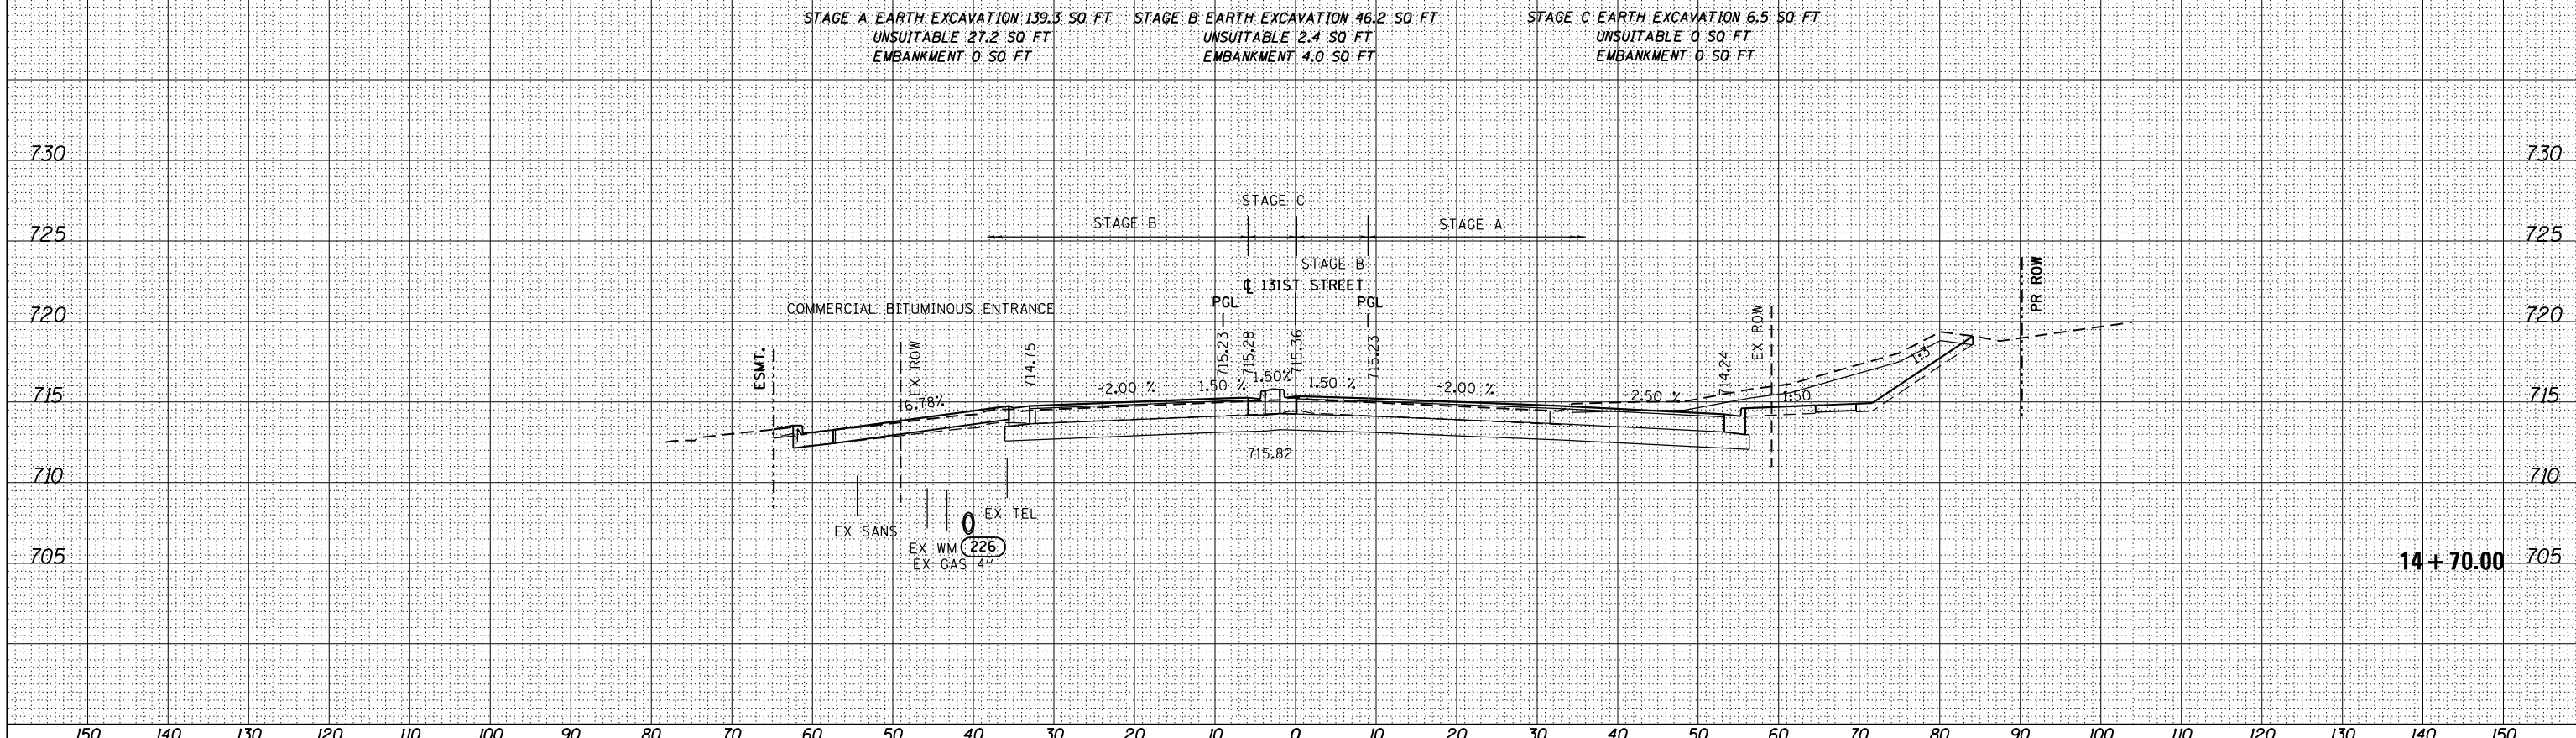 STAGE A EARTH EXCAVATION 139.3 SQ FT STAGE B EARTH EXCAVATION 46.2 SQ FT STAGE C EARTH EXCAVATION 6.5 SQ FT
UNSUITABLE 27.2 SQ FT UNSUITABLE 2.4 SQ FT UNSUITABLE 0 SQ FT
EMBANKMENT 0 SQ FT EMBANKMENT 4.0 SQ FT EMBANKMENT 0 SQ FT
730 730
STAGE C
STAGE B STAGE A
725 725
STAGE B
℄ 131ST STREET
PR ROW
PGL PGL
COMMERCIAL BITUMINOUS ENTRANCE
720 720
EX ROW
715.23 715.28 715.36 715.23
ESMT. EX ROW 714.75 714.24
1:3
1.50%
-2.00 % 1.50 % 1.50 % -2.00 %
715 6.78% -2.50 % 1:50 715
715.82
710 710
EX TEL
EX SANS
EX WM 226
EX GAS 4"
705 14+70.00 705
150 140 130 120 110 100 90 80 70 60 50 40 30 20 10 0 10 20 30 40 50 60 70 80 90 100 110 120 130 140 150